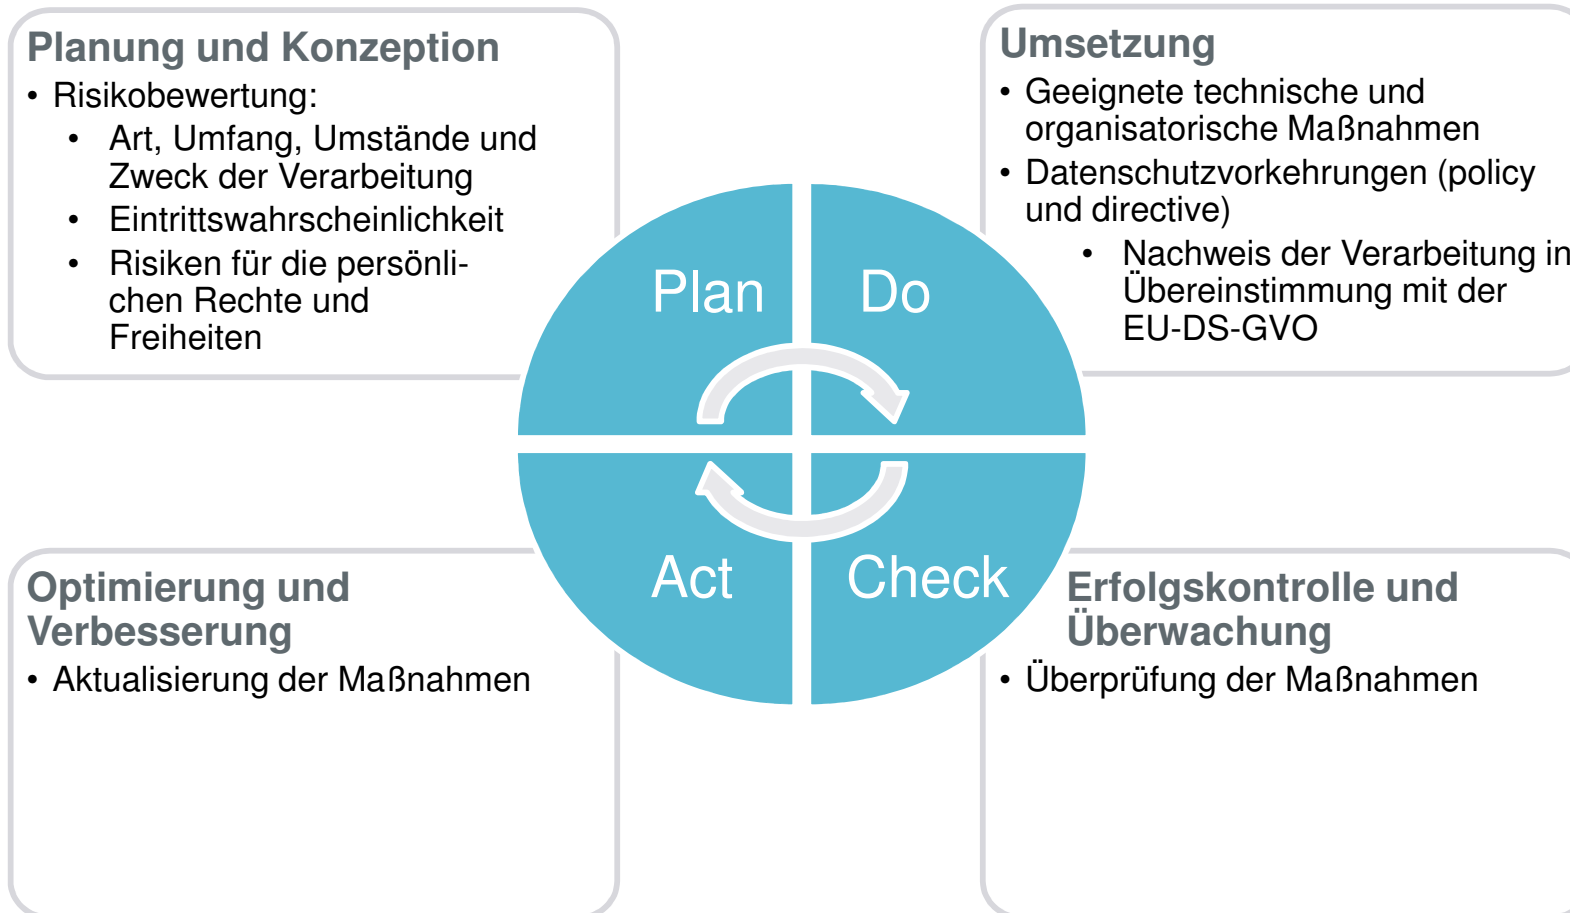 Planung und Konzeption
• Risikobewertung:
• Art, Umfang, Umstände und
Zweck der Verarbeitung
• Eintrittswahrscheinlichkeit
• Risiken für die persönli-
chen Rechte und
Freiheiten
Umsetzung
• Geeignete technische und
organisatorische Maßnahmen
• Datenschutzvorkehrungen (policy
und directive)
• Nachweis der Verarbeitung in
Übereinstimmung mit der
EU-DS-GVO
Plan
Do
Act
Check
Optimierung und
Verbesserung
• Aktualisierung der Maßnahmen
Erfolgskontrolle und
Überwachung
• Überprüfung der Maßnahmen